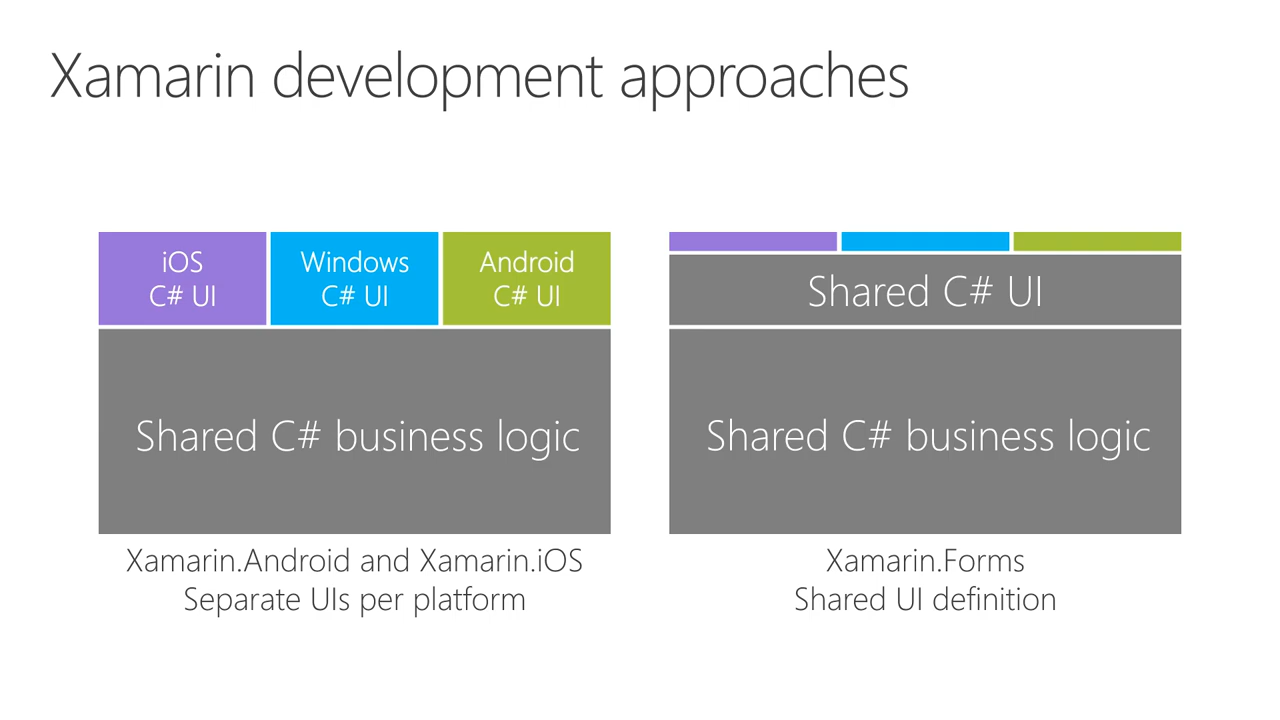 Xamarin development approaches
iOS
C# UI
Windows
C# UI
Android
C# UI
Shared C# business logic
Xamarin.Android and Xamarin.iOS
Separate UIs per platform
Shared C# UI
Shared C# business logic
Xamarin.Forms
Shared UI definition